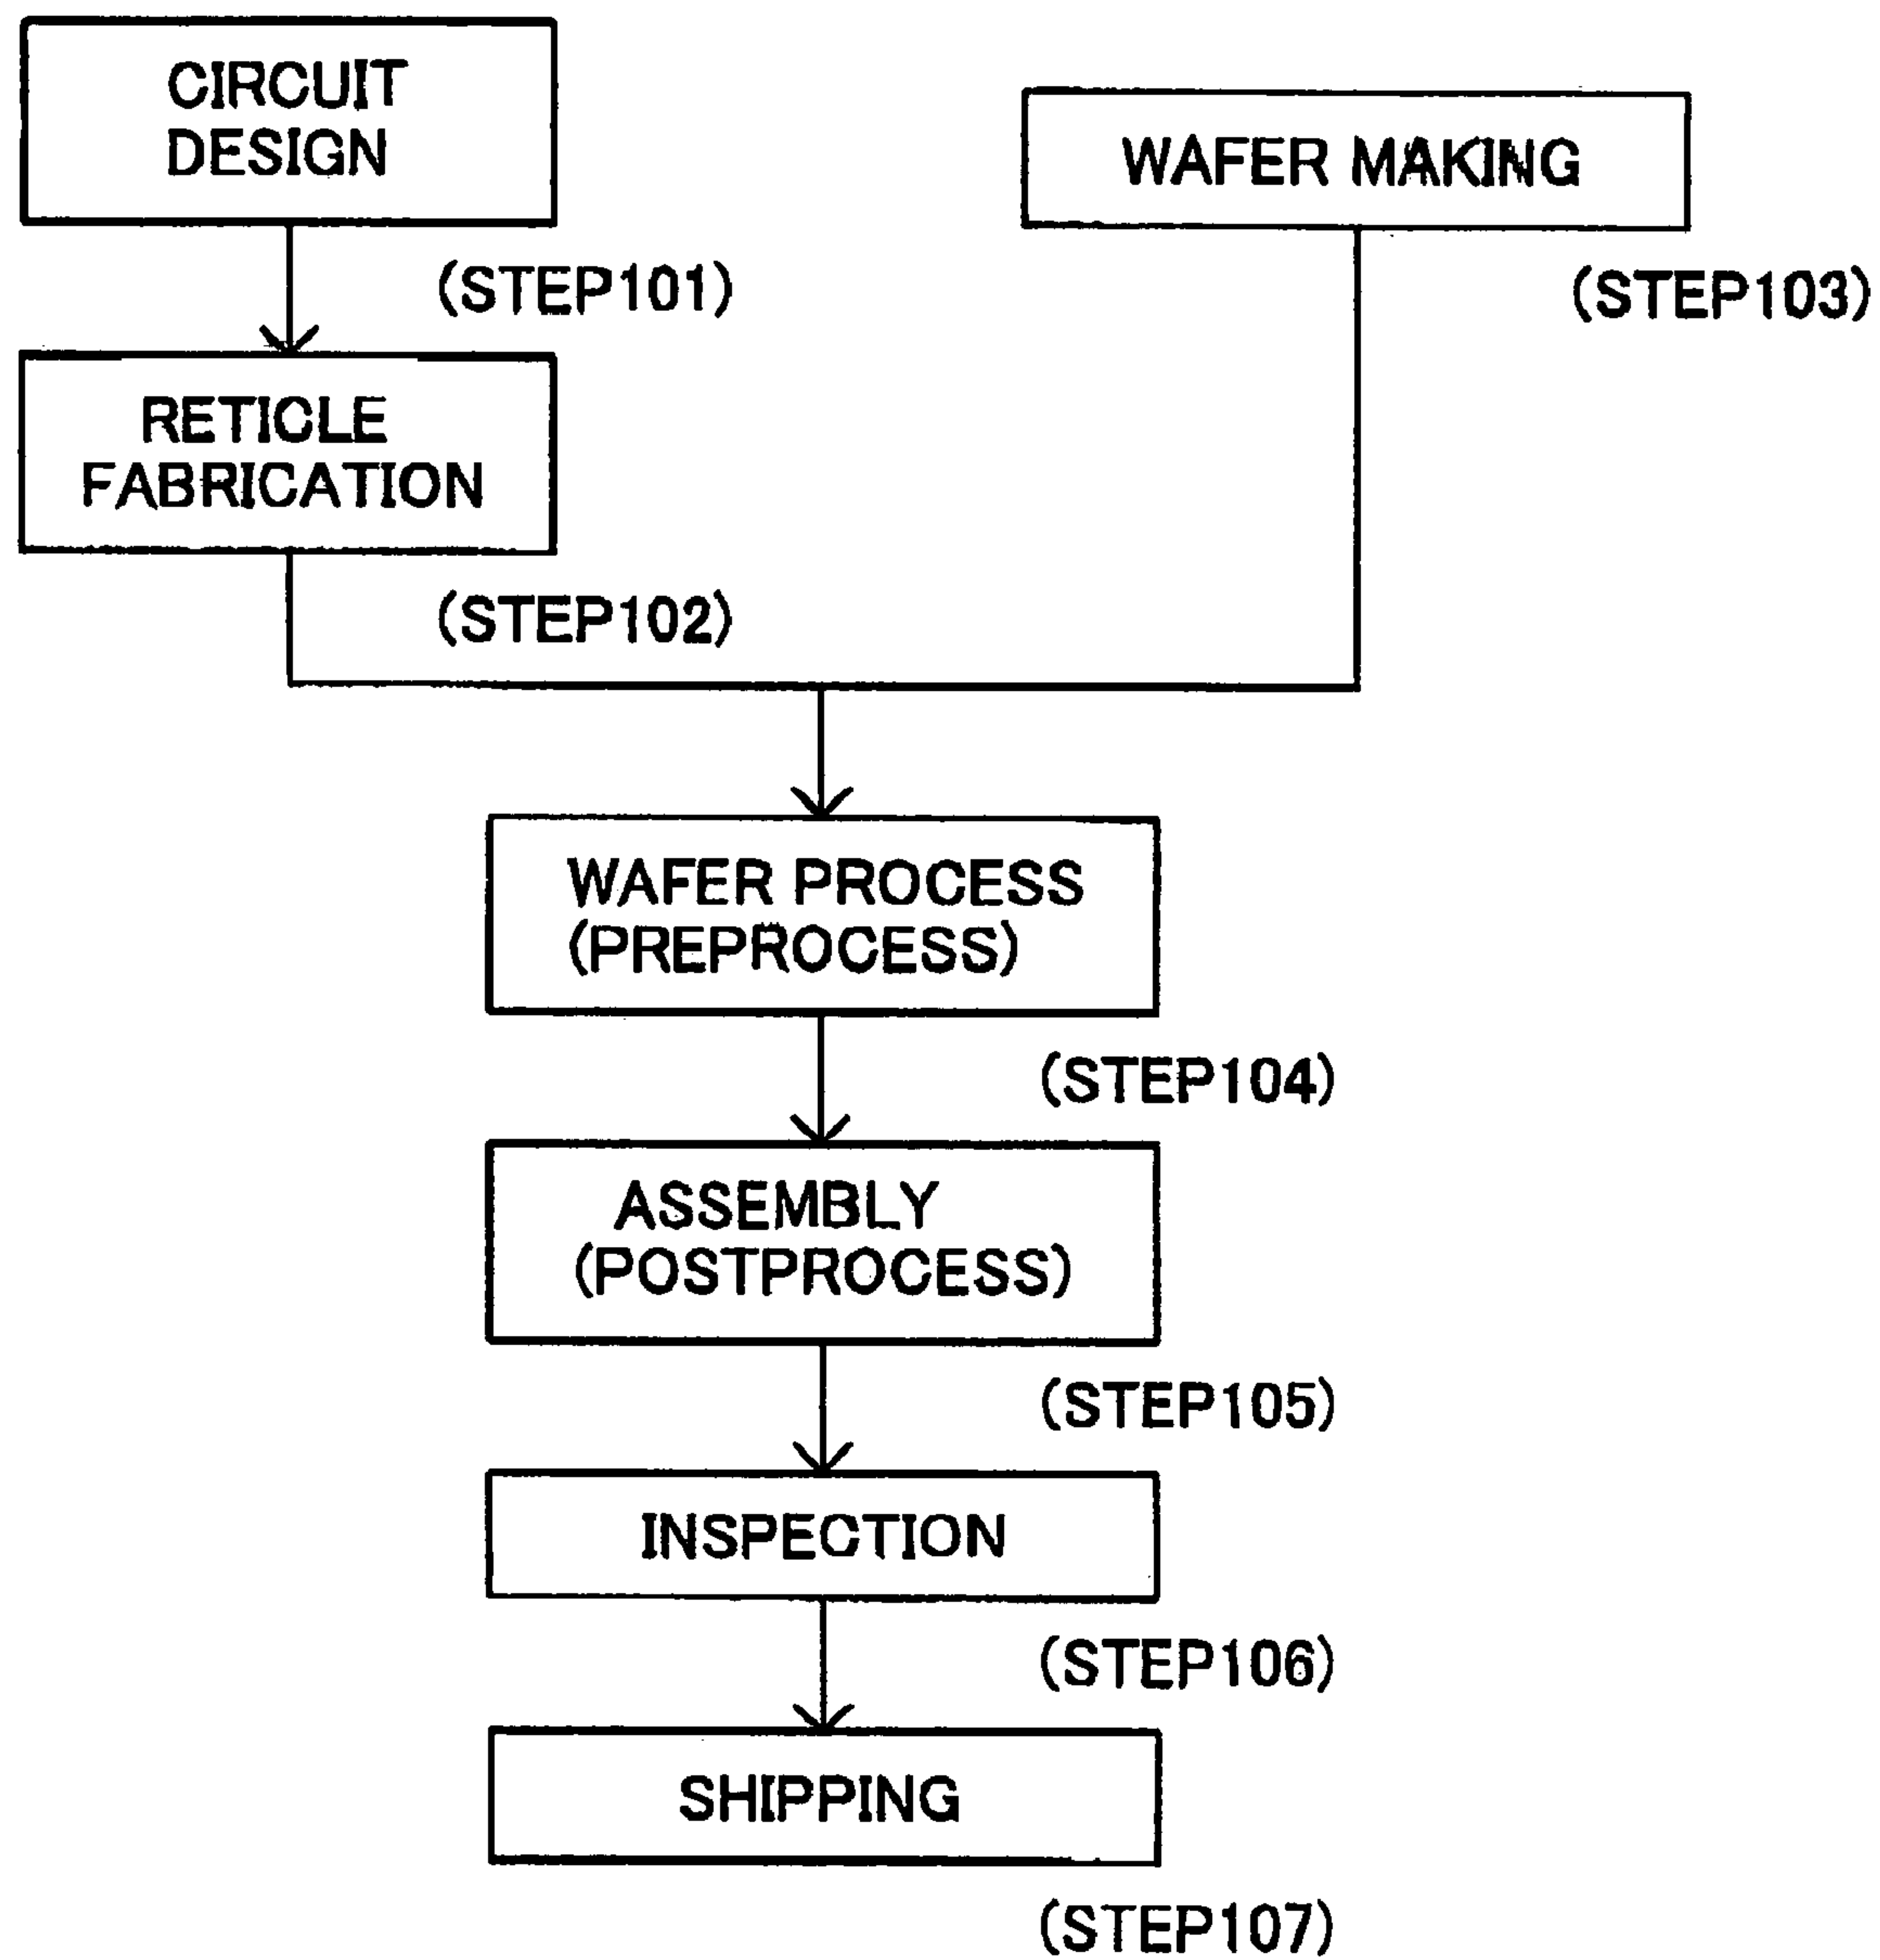 CIRCUIT
DESIGN
(STEP101)
RETICLE
FABRICATION
(STEP102)
WAFER MAKING
(STEP103)
WAFER PROCESS
(PREPROCESS)
(STEP104)
ASSEMBLY
(POSTPROCESS)
(STEP105)
INSPECTION
(STEP106)
SHIPPING
(STEP107)